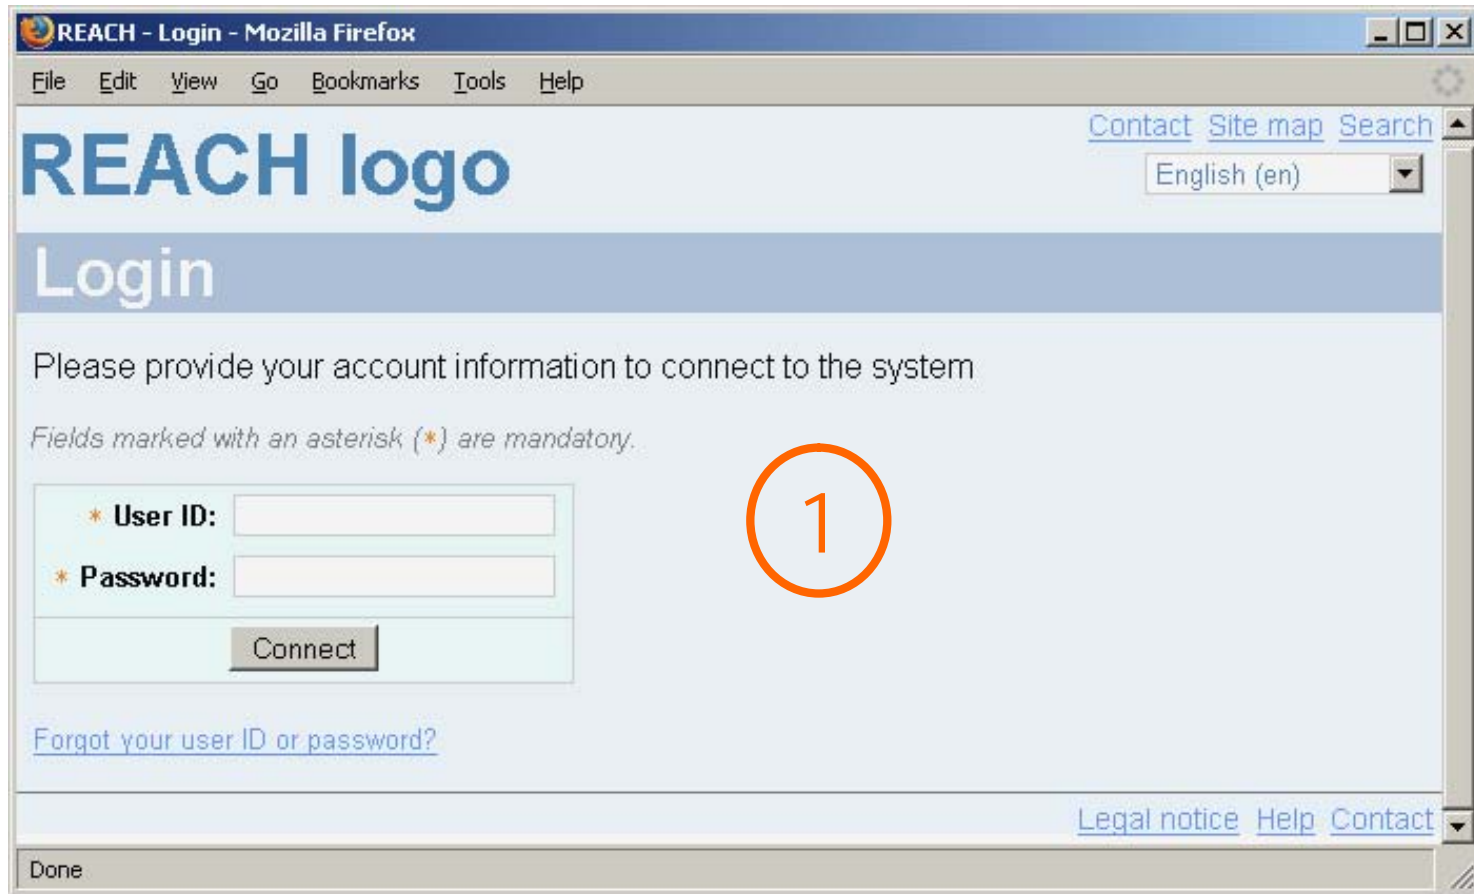 REACH - Login - Mozilla Firefox
File Edit View Go Bookmarks Tools Help
Contact Site map Search
REACH logo
English (en)
Login
Please provide your account information to connect to the system
Fields marked with an asterisk (*) are mandatory.
* User ID:
* Password:
Connect
1
Forgot your user ID or password?
Legal notice Help Contact
Done